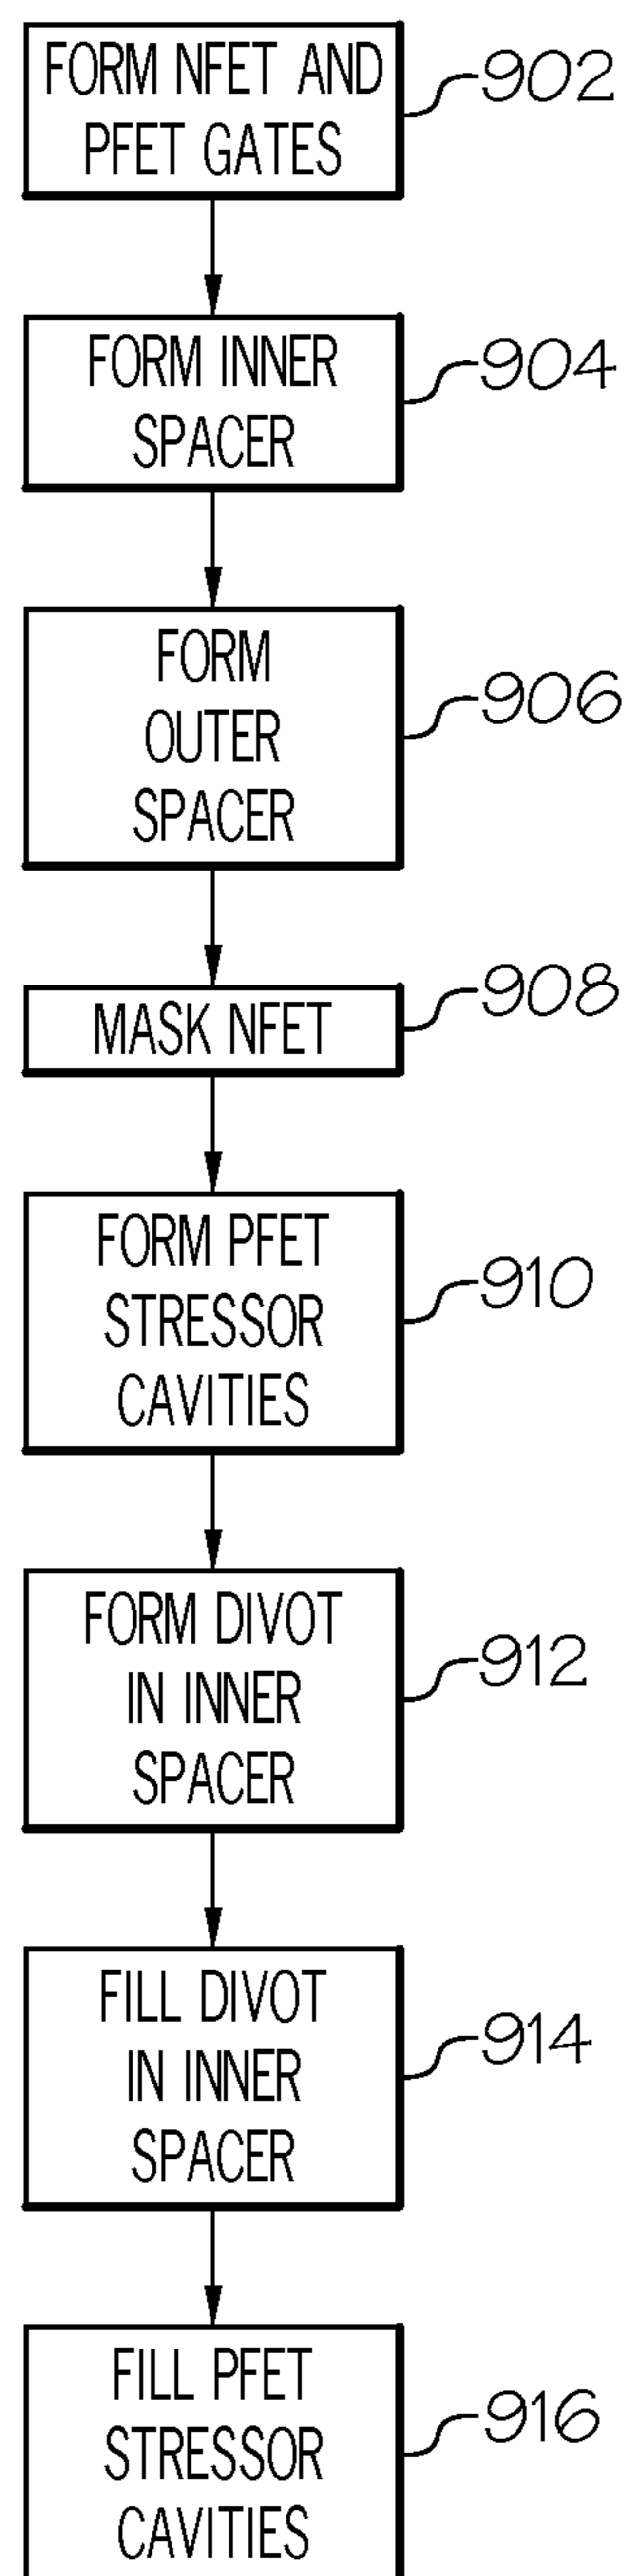 FORM NFET AND
PFET GATES
902
FORM INNER
SPACER
904
FORM
OUTER
SPACER
906
MASK NFET
908
FORM PFET
STRESSOR
CAVITIES
910
FORM DIVOT
IN INNER
SPACER
912
FILL DIVOT
IN INNER
SPACER
914
FILL PFET
STRESSOR
CAVITIES
916